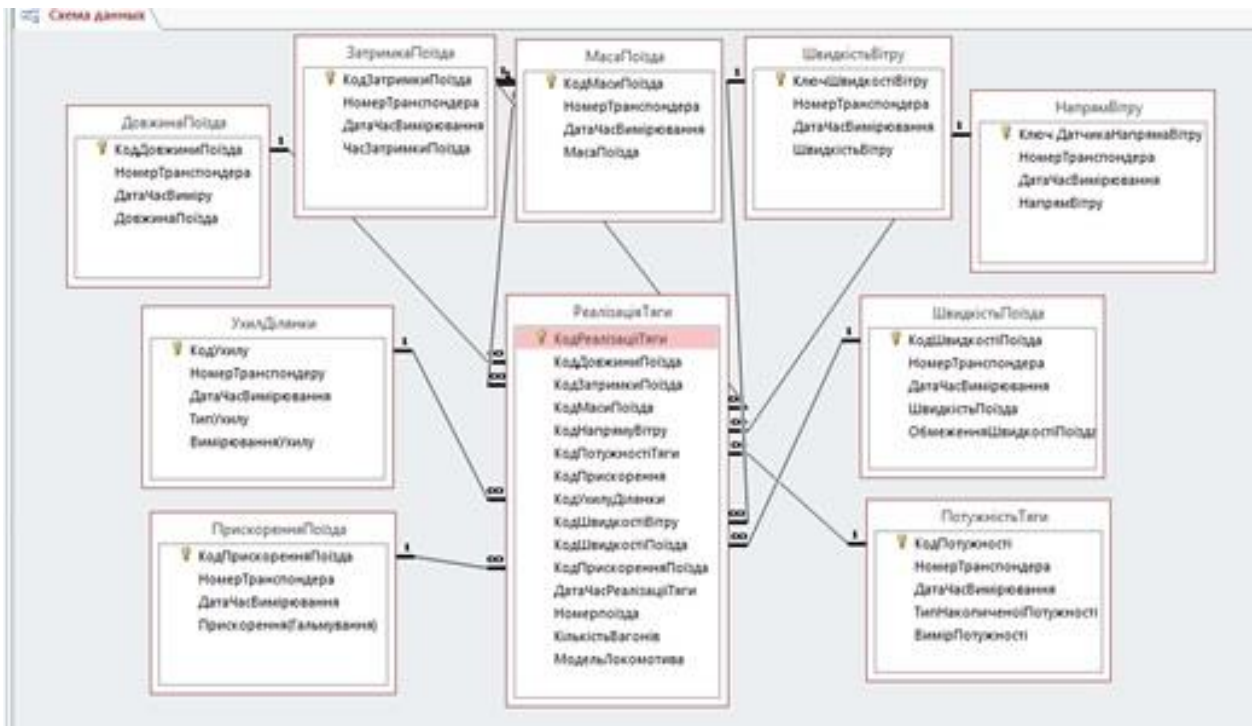 Схема данных
ЗатримкаПоїзда
КодЗатримкиПоїзда
НомерТранспондера
ДатаЧасВимірювання
ЧасЗатримкиПоїзда
МасаПоїзда
КодМасиПоїзда
НомерТранспондера
ДатаЧасВимірювання
МасаПоїзда
ШвидкістьВітру
КлючШвидкостіВітру
НомерТранспондера
ДатаЧасВимірювання
ШвидкістьВітру
ДовжинаПоїзда
КодДовжиниПоїзда
НомерТранспондера
ДатаЧасВиміру
ДовжинаПоїзда
НапрямВітру
Ключ ДатчикаНапрямаВітру
НомерТранспондера
ДатаЧасВимірювання
НапрямВітру
УхилДілянки
КодУхилу
НомерТранспондеру
ДатаЧасВимірювання
ТипУхилу
ВимірюванняУхилу
РеалізаціяТяги
КодРеалізаціїТяги
КодДовжиниПоїзда
КодЗатримкиПоїзда
КодМасиПоїзда
КодНапрямуВітру
КодПотужностіТяги
КодПрискорення
КодУхилуДілянки
КодШвидкостіВітру
КодШвидкостіПоїзда
КодПрискоренняПоїзда
ДатаЧасРеалізаціїТяги
Номерпоїзда
КількістьВагонів
МодельЛокомотива
ШвидкістьПоїзда
КодШвидкостіПоїзда
НомерТранспондера
ДатаЧасВимірювання
ШвидкістьПоїзда
ОбмеженняШвидкостіПоїзда
ПрискоренняПоїзда
КодПрискоренняПоїзда
НомерТранспондера
ДатаЧасВимірювання
Прискорення(Гальмування)
ПотужністьТяги
КодПотужності
НомерТранспондера
ДатаЧасВимірювання
ТипНакопиченоїПотужності
ВимірПотужності